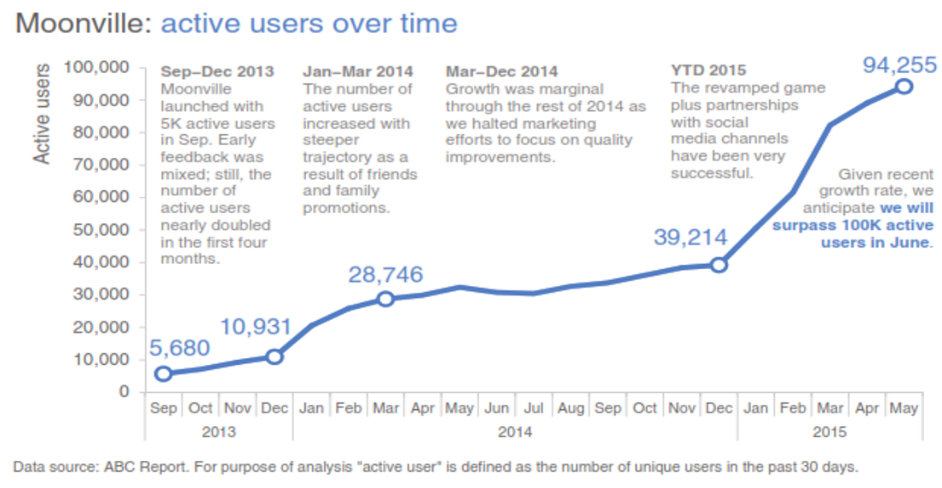 Moonville: active users over time
Active users
100,000
90,000
80,000
70,000
60,000
50,000
40,000
30,000
20,000
10,000
0
Sep–Dec 2013
Moonville
launched with
5K active users
in Sep. Early
feedback was
mixed; still, the
number of
active users
nearly doubled
in the first four
months.
Jan–Mar 2014
The number of
active users
increased with
steeper
trajectory as a
result of friends
and family
promotions.
Mar–Dec 2014
Growth was marginal
through the rest of 2014 as
we halted marketing
efforts to focus on quality
improvements.
YTD 2015
The revamped game
plus partnerships
with social
media channels
have been very
successful.
94,255
Given recent
growth rate, we
anticipate we will
surpass 100K active
users in June.
39,214
28,746
10,931
5,680
Sep Oct Nov Dec Jan Feb Mar Apr May Jun Jul Aug Sep Oct Nov Dec Jan Feb Mar Apr May
2013 2014 2015
Data source: ABC Report. For purpose of analysis "active user" is defined as the number of unique users in the past 30 days.